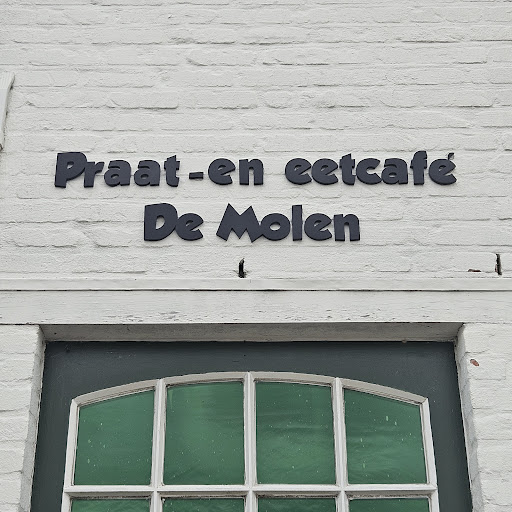 Praat-en eetcafé
De Molen